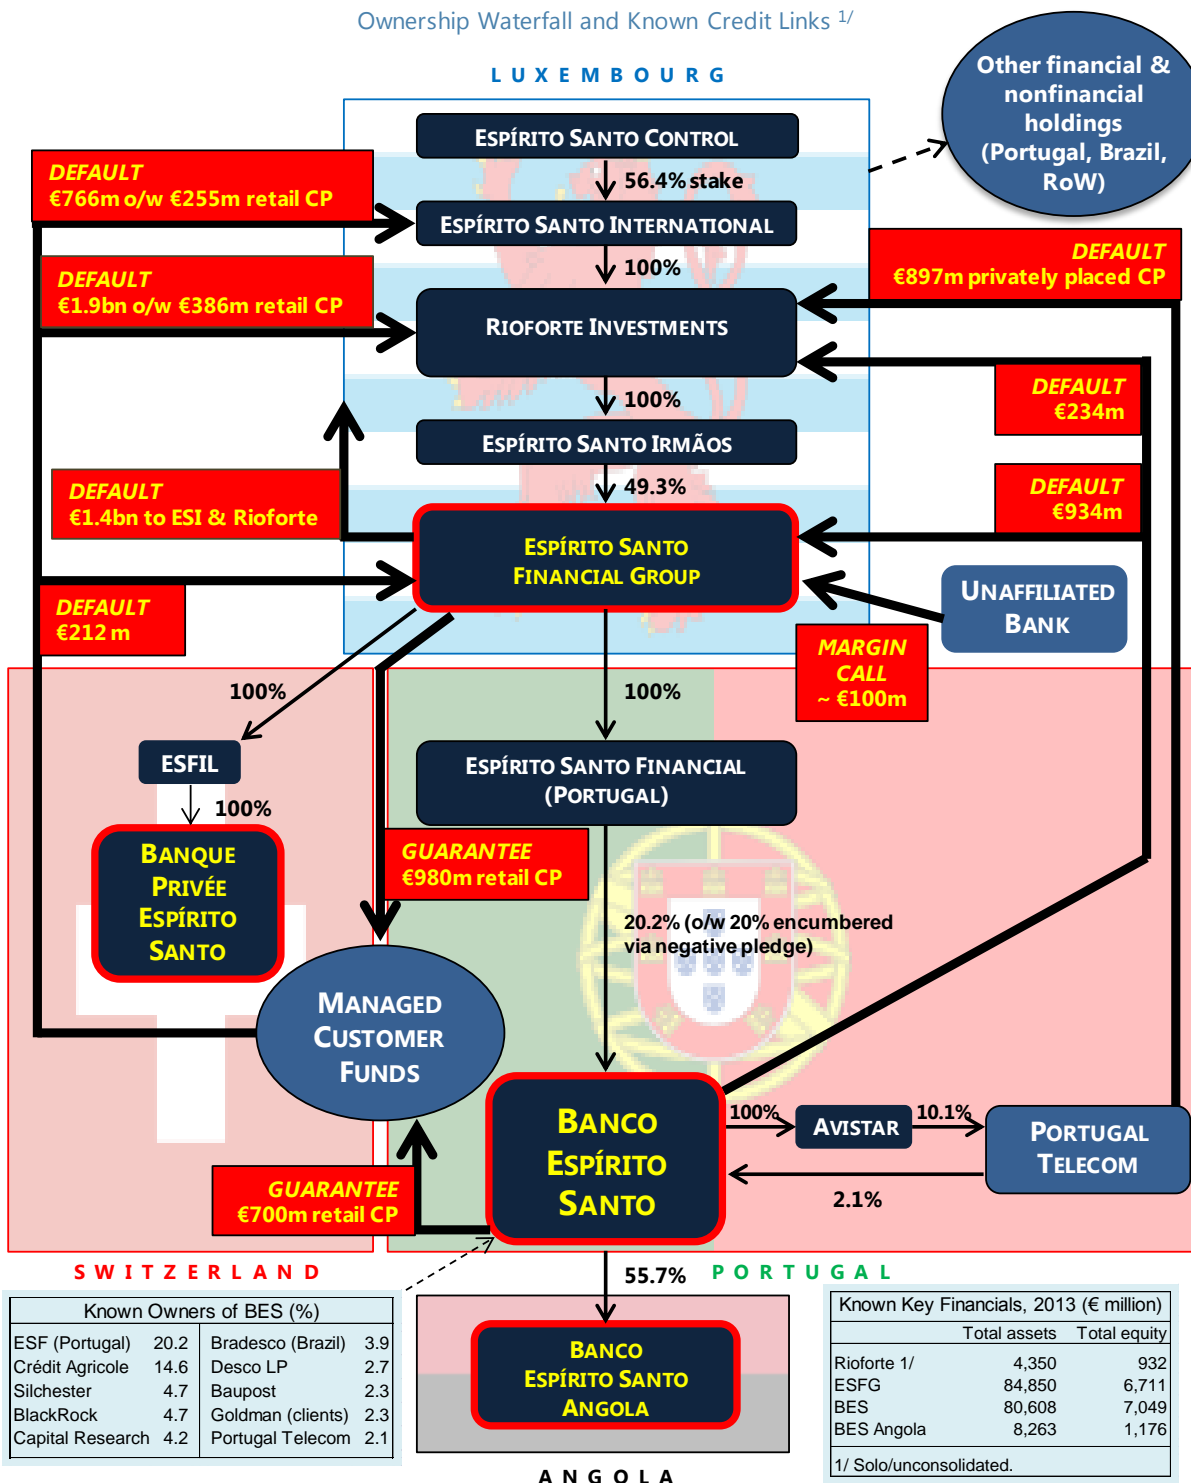 Ownership Waterfall and Known Credit Links 1/
LUXEMBOURG
Other financial &
nonfinancial
holdings
(Portugal, Brazil,
RoW)
ESPÍRITO SANTO CONTROL
56.4% stake
DEFAULT
€766m o/w €255m retail CP
ESPÍRITO SANTO INTERNATIONAL
100%
DEFAULT
€897m privately placed CP
DEFAULT
€1.9bn o/w €386m retail CP
RIOFORTE INVESTMENTS
100%
DEFAULT
€234m
ESPÍRITO SANTO IRMÃOS
49.3%
DEFAULT
€1.4bn to ESI & Rioforte
DEFAULT
€934m
ESPÍRITO SANTO
FINANCIAL GROUP
DEFAULT
€212 m
UNAFFILIATED
BANK
MARGIN
CALL
~ €100m
100%
100%
ESFIL
ESPÍRITO SANTO FINANCIAL
(PORTUGAL)
100%
BANQUE
PRIVÉE
ESPÍRITO
SANTO
GUARANTEE
€980m retail CP
20.2% (o/w 20% encumbered
via negative pledge)
MANAGED
CUSTOMER
FUNDS
BANCO
ESPÍRITO
SANTO
100%
AVISTAR
10.1%
PORTUGAL
TELECOM
2.1%
GUARANTEE
€700m retail CP
SWITZERLAND
55.7%
PORTUGAL
Known Owners of BES (%)
ESF (Portugal) 20.2 Bradesco (Brazil) 3.9
Crédit Agricole 14.6 Desco LP 2.7
Silchester 4.7 Baupost 2.3
BlackRock 4.7 Goldman (clients) 2.3
Capital Research 4.2 Portugal Telecom 2.1
BANCO
ESPÍRITO SANTO
ANGOLA
ANGOLA
Known Key Financials, 2013 (€ million)
Total assets Total equity
Rioforte 1/ 4,350 932
ESFG 84,850 6,711
BES 80,608 7,049
BES Angola 8,263 1,176
1/ Solo/unconsolidated.